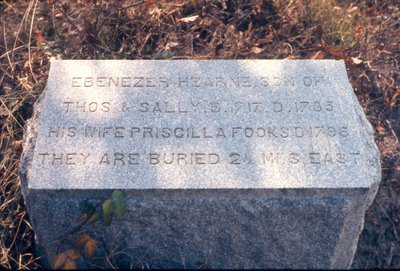 EBENEZER HEARNE, SON OF
THOS. & SALLY, B. 1717, D. 1785
HIS WIFE PRISCILLA FOOKS D. 1796
THEY ARE BURIED 2½ MI.S EAST